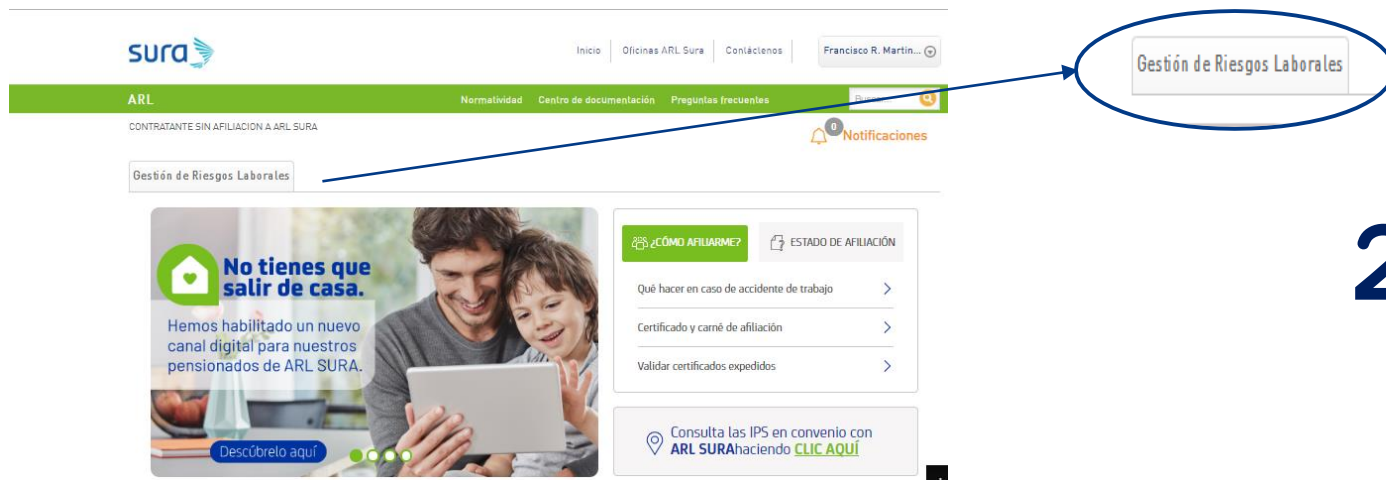 sura
Inicio
Oficinas ARL Sura
Contáctenos
Francisco R. Martin...
Gestión de Riesgos Laborales
ARL
Normatividad
Centro de documentación
Preguntas frecuentes
CONTRATANTE SIN AFILIACION A ARL SURA
0
Notificaciones
Gestión de Riesgos Laborales
No tienes que
salir de casa.
Hemos habilitado un nuevo
canal digital para nuestros
pensionados de ARL SURA.
Descúbrelo aquí
¿CÓMO AFILIARME?
ESTADO DE AFILIACIÓN
Qué hacer en caso de accidente de trabajo
Certificado y carné de afiliación
Validar certificados expedidos
Consulta las IPS en convenio con
ARL SURAhaciendo CLIC AQUÍ
2